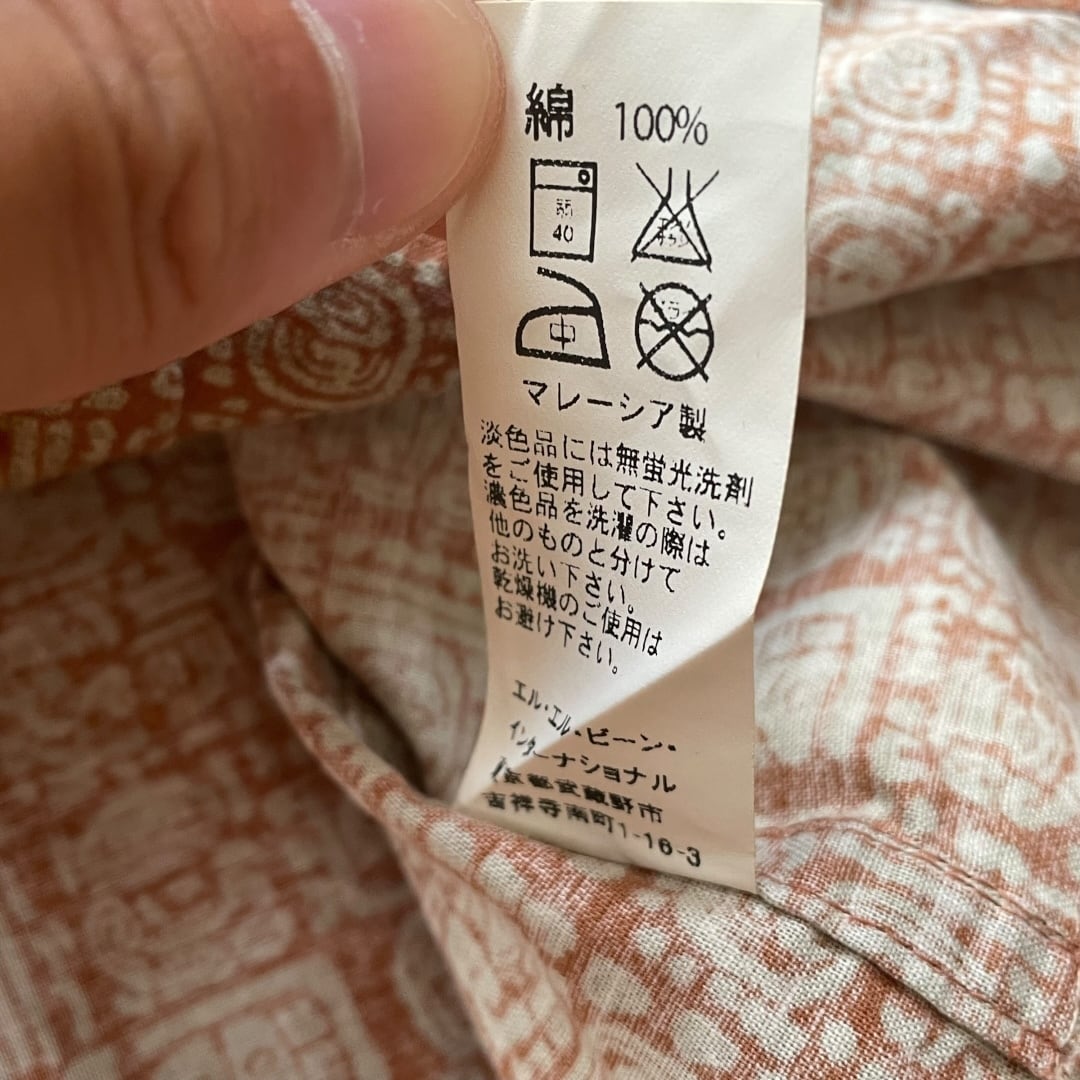 綿 100%
弱
40
エンソ
サラシ
中
ドライ
マレーシア製
淡色品には無蛍光洗剤
をご使用して下さい。
濃色品を洗濯の際は
他のものと分けて
お洗い下さい。
乾燥機のご使用は
お避け下さい。
エル・エル・ビーン・
インターナショナル
東京都武蔵野市
吉祥寺南町1-16-3